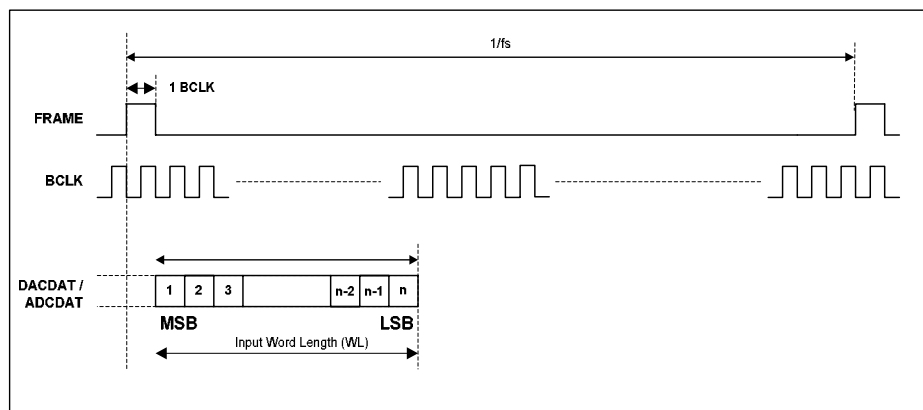 1/fs
1 BCLK
FRAME
BCLK
DACDAT /
ADCDAT
1 2 3 n-2 n-1 n
MSB LSB
Input Word Length (WL)